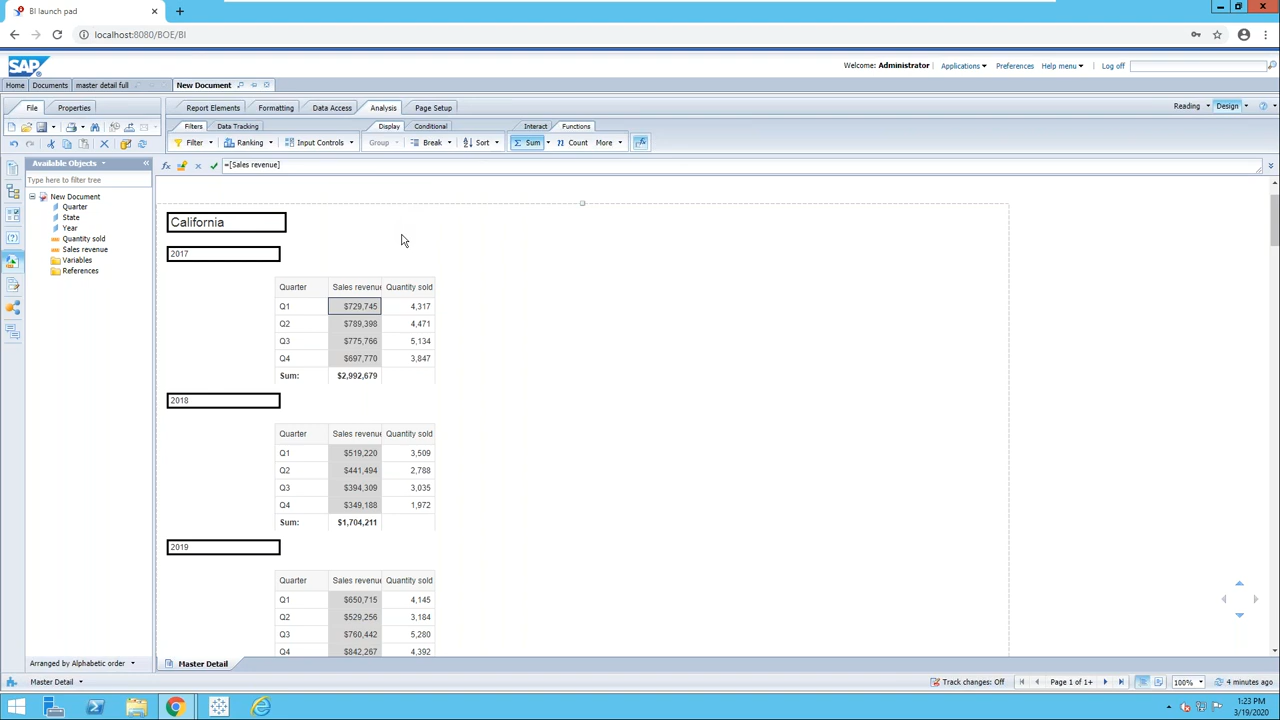 BI launch pad
localhost:8080/BOE/BI
SAP
Welcome: Administrator
Applications
Preferences
Help menu
Log off
Home
Documents
master detail full
New Document
File
Properties
Report Elements
Formatting
Data Access
Analysis
Page Setup
Reading
Design
Filters
Data Tracking
Display
Conditional
Interact
Functions
Filter
Ranking
Input Controls
Group
Break
Sort
Σ Sum
Count
More
Available Objects
=[Sales revenue]
Type here to filter tree
New Document
Quarter
State
Year
Quantity sold
Sales revenue
Variables
References
California
2017
Quarter Sales revenue Quantity sold
Q1 $729,745 4,317
Q2 $789,398 4,471
Q3 $775,766 5,134
Q4 $697,770 3,847
Sum: $2,992,679
2018
Quarter Sales revenue Quantity sold
Q1 $519,220 3,509
Q2 $441,494 2,788
Q3 $394,309 3,035
Q4 $349,188 1,972
Sum: $1,704,211
2019
Quarter Sales revenue Quantity sold
Q1 $650,715 4,145
Q2 $529,256 3,184
Q3 $760,442 5,280
Q4 $842,267 4,392
Arranged by Alphabetic order
Master Detail
Master Detail
Track changes: Off
Page 1 of 1+
100%
4 minutes ago
1:23 PM
3/19/2020